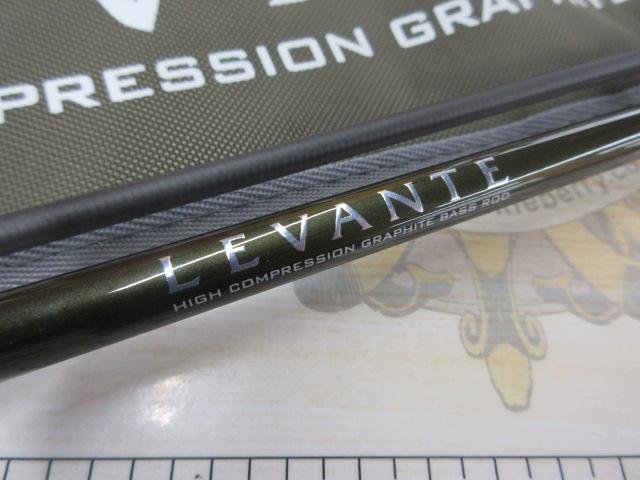 PRESSION GRAPHITE
LEVANTE
HIGH COMPRESSION GRAPHITE BASS ROD